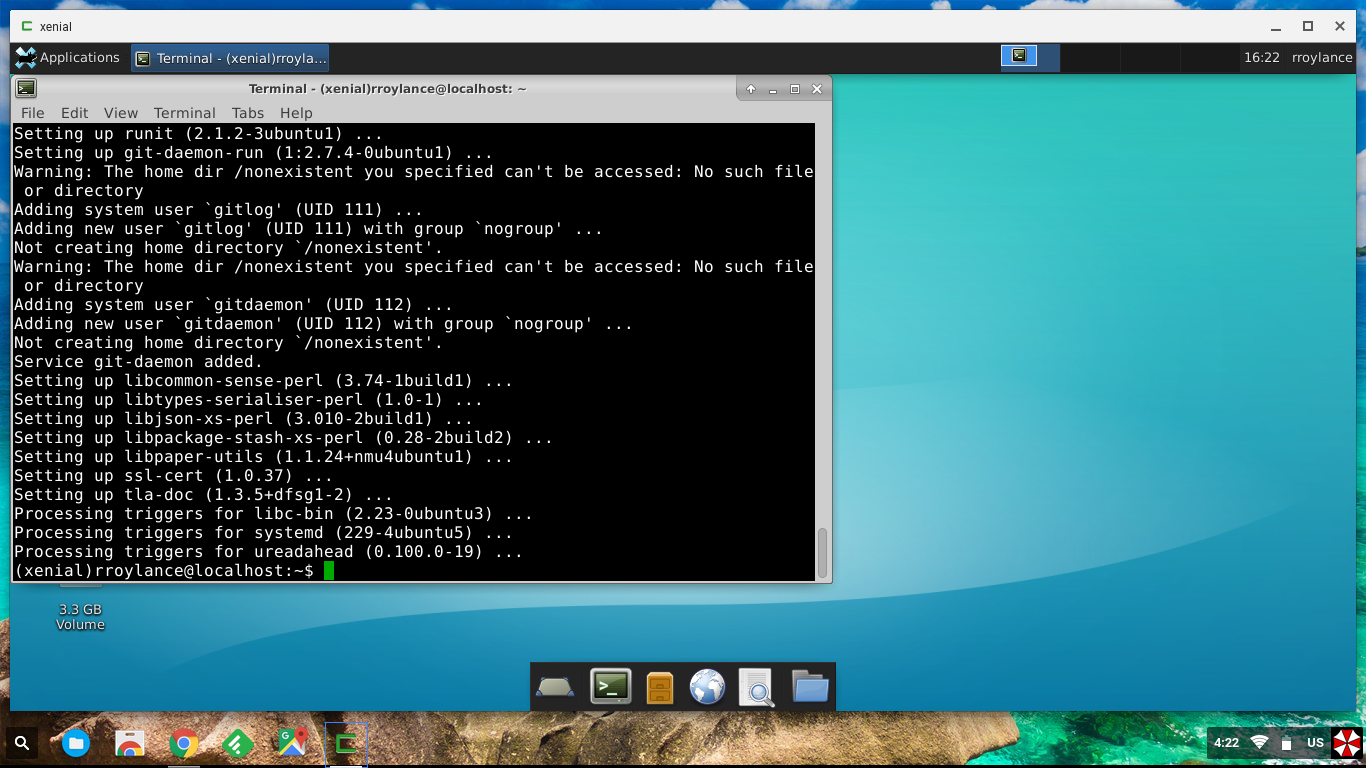 xenial
Applications
Terminal - (xenial)rroyla...
16:22
rroylance
Terminal - (xenial)rroylance@localhost: ~
File Edit View Terminal Tabs Help
Setting up runit (2.1.2-3ubuntu1) ...
Setting up git-daemon-run (1:2.7.4-0ubuntu1) ...
Warning: The home dir /nonexistent you specified can't be accessed: No such file
 or directory
Adding system user `gitlog' (UID 111) ...
Adding new user `gitlog' (UID 111) with group `nogroup' ...
Not creating home directory `/nonexistent'.
Warning: The home dir /nonexistent you specified can't be accessed: No such file
 or directory
Adding system user `gitdaemon' (UID 112) ...
Adding new user `gitdaemon' (UID 112) with group `nogroup' ...
Not creating home directory `/nonexistent'.
Service git-daemon added.
Setting up libcommon-sense-perl (3.74-1build1) ...
Setting up libtypes-serialiser-perl (1.0-1) ...
Setting up libjson-xs-perl (3.010-2build1) ...
Setting up libpackage-stash-xs-perl (0.28-2build2) ...
Setting up libpaper-utils (1.1.24+nmu4ubuntu1) ...
Setting up ssl-cert (1.0.37) ...
Setting up tla-doc (1.3.5+dfsg1-2) ...
Processing triggers for libc-bin (2.23-0ubuntu3) ...
Processing triggers for systemd (229-4ubuntu5) ...
Processing triggers for ureadahead (0.100.0-19) ...
(xenial)rroylance@localhost:~$
3.3 GB
Volume
4:22
US